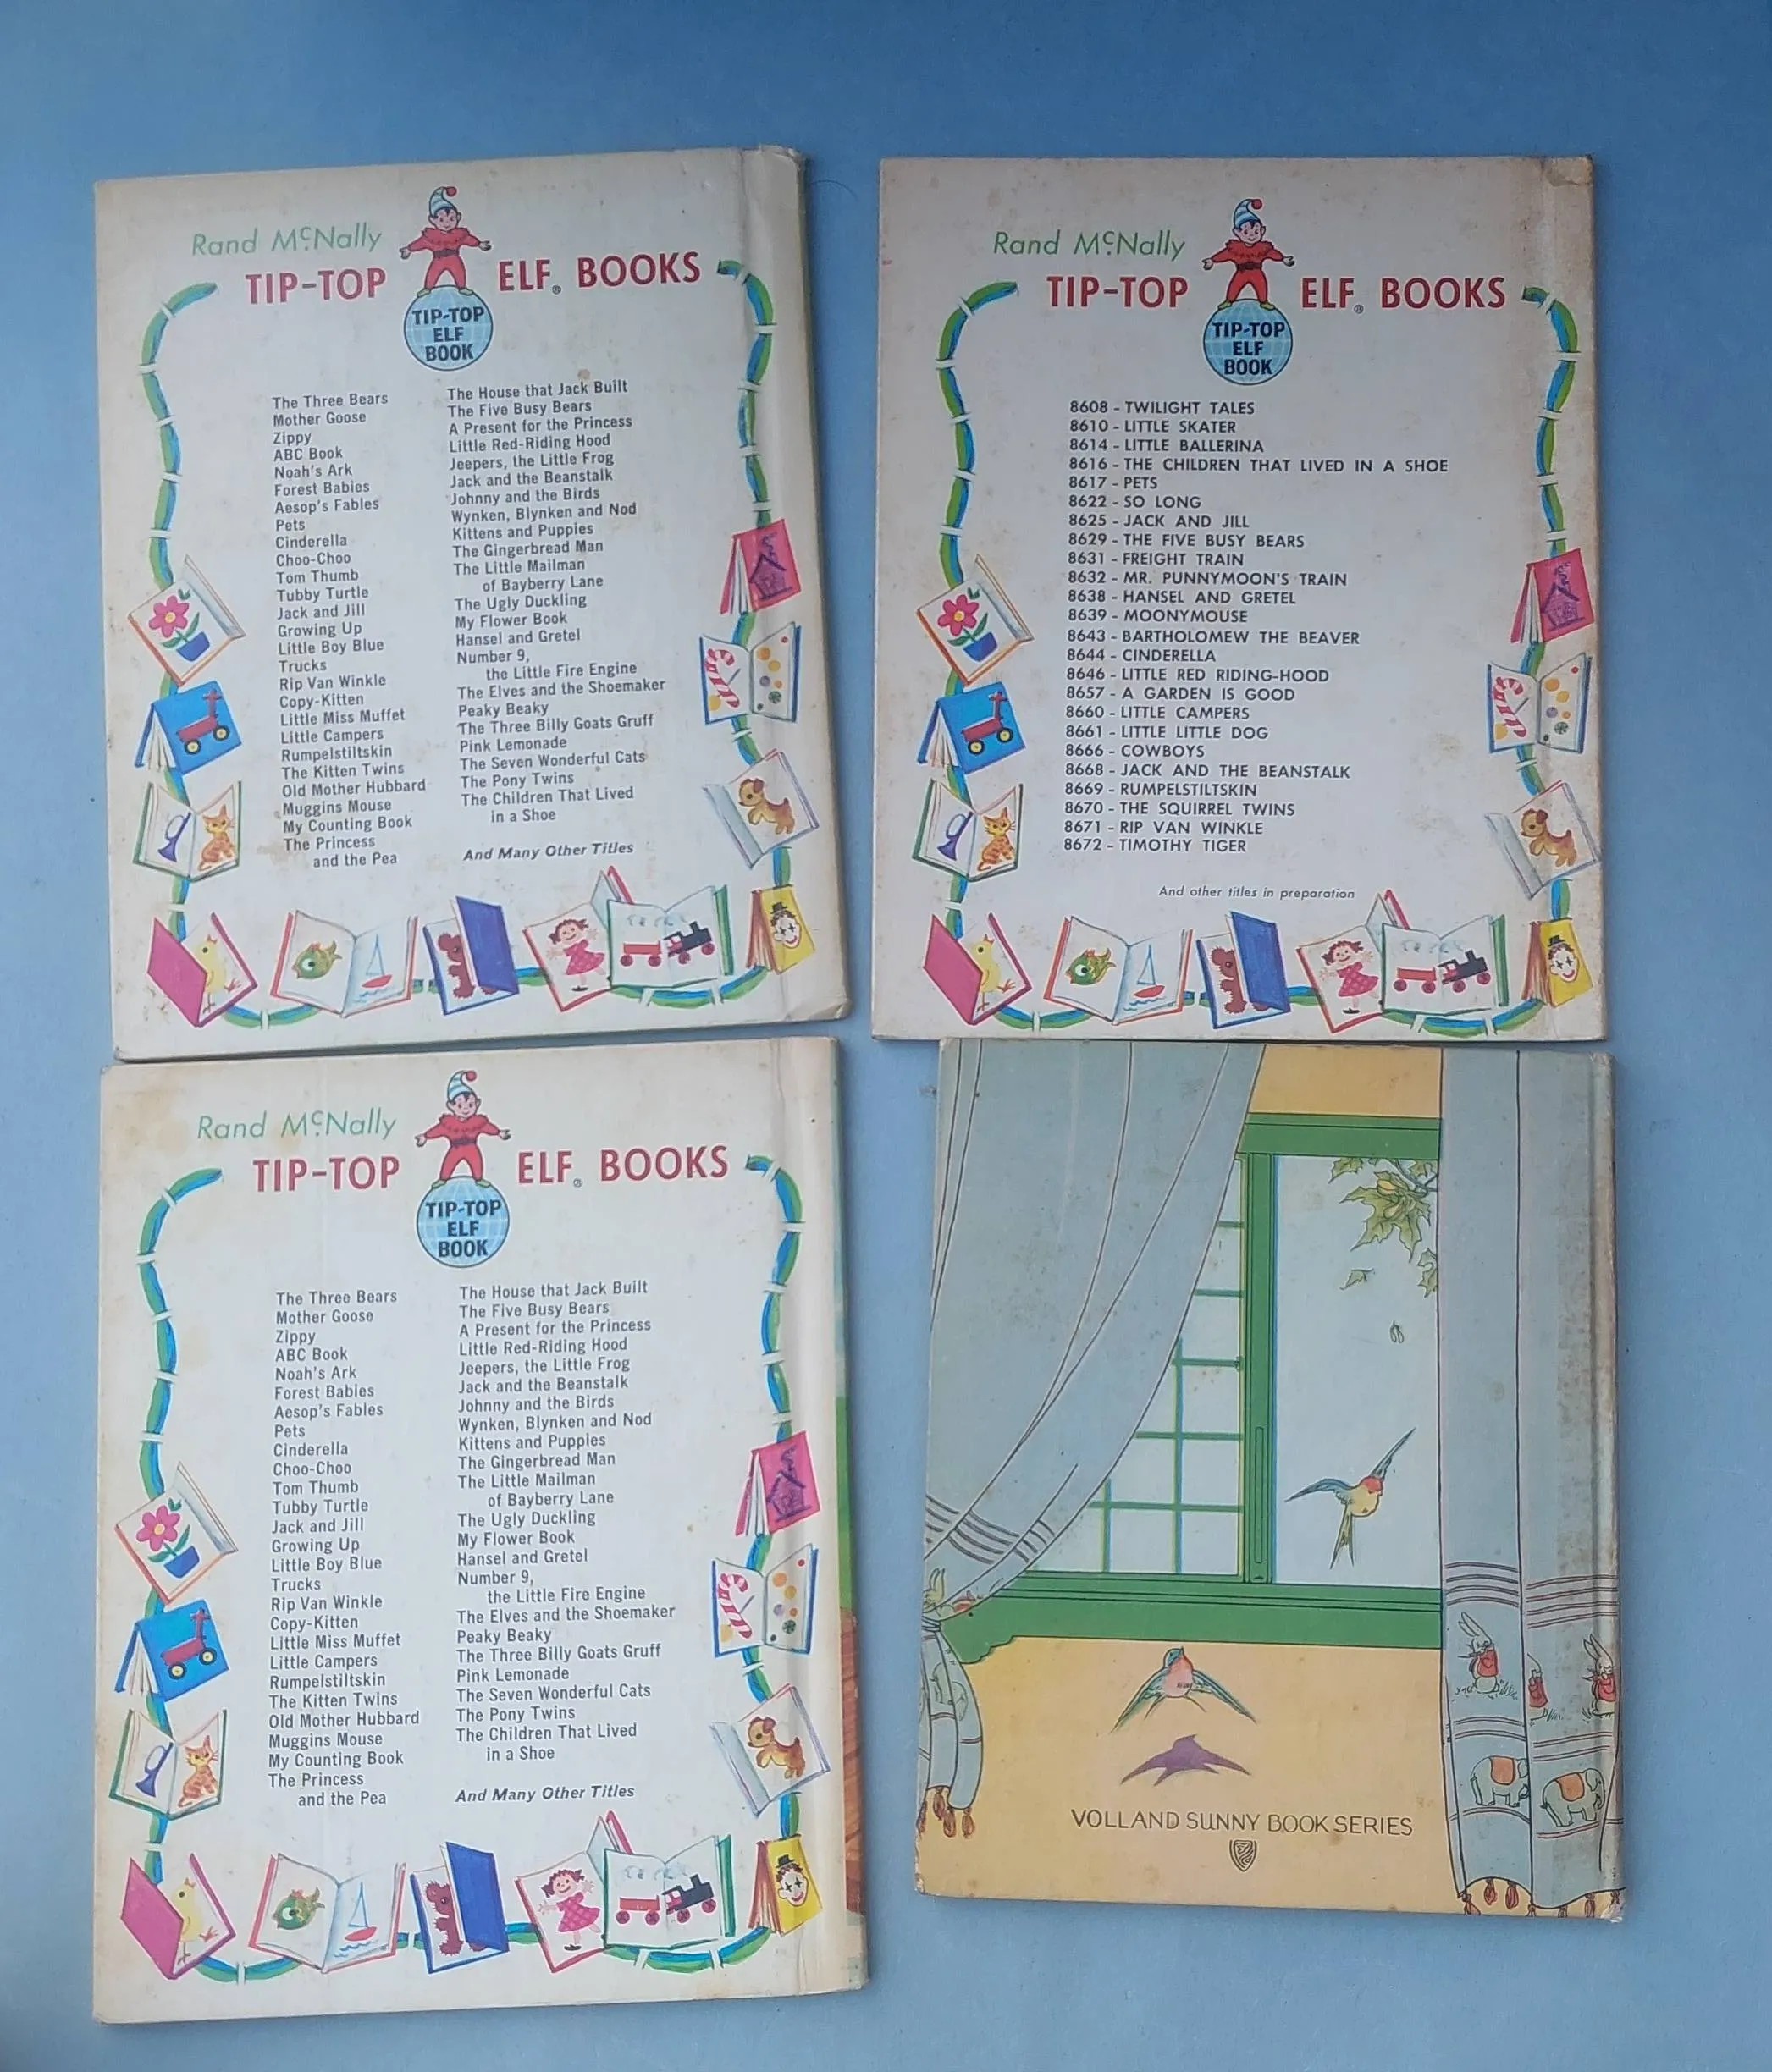 Rand McNally
TIP-TOP ELF® BOOKS
TIP-TOP
ELF
BOOK
The Three Bears
Mother Goose
Zippy
ABC Book
Noah's Ark
Forest Babies
Aesop's Fables
Pets
Cinderella
Choo-Choo
Tom Thumb
Tubby Turtle
Jack and Jill
Growing Up
Little Boy Blue
Trucks
Rip Van Winkle
Copy-Kitten
Little Miss Muffet
Little Campers
Rumpelstiltskin
The Kitten Twins
Old Mother Hubbard
Muggins Mouse
My Counting Book
The Princess
and the Pea
The House that Jack Built
The Five Busy Bears
A Present for the Princess
Little Red-Riding Hood
Jeepers, the Little Frog
Jack and the Beanstalk
Johnny and the Birds
Wynken, Blynken and Nod
Kittens and Puppies
The Gingerbread Man
The Little Mailman
of Bayberry Lane
The Ugly Duckling
My Flower Book
Hansel and Gretel
Number 9,
the Little Fire Engine
The Elves and the Shoemaker
Peaky Beaky
The Three Billy Goats Gruff
Pink Lemonade
The Seven Wonderful Cats
The Pony Twins
The Children That Lived
in a Shoe
And Many Other Titles
Rand McNally
TIP-TOP ELF® BOOKS
TIP-TOP
ELF
BOOK
8608 - TWILIGHT TALES
8610 - LITTLE SKATER
8614 - LITTLE BALLERINA
8616 - THE CHILDREN THAT LIVED IN A SHOE
8617 - PETS
8622 - SO LONG
8625 - JACK AND JILL
8629 - THE FIVE BUSY BEARS
8631 - FREIGHT TRAIN
8632 - MR. PUNNYMOON'S TRAIN
8638 - HANSEL AND GRETEL
8639 - MOONYMOUSE
8643 - BARTHOLOMEW THE BEAVER
8644 - CINDERELLA
8646 - LITTLE RED RIDING-HOOD
8657 - A GARDEN IS GOOD
8660 - LITTLE CAMPERS
8661 - LITTLE LITTLE DOG
8666 - COWBOYS
8668 - JACK AND THE BEANSTALK
8669 - RUMPELSTILTSKIN
8670 - THE SQUIRREL TWINS
8671 - RIP VAN WINKLE
8672 - TIMOTHY TIGER
And other titles in preparation
Rand McNally
TIP-TOP ELF® BOOKS
TIP-TOP
ELF
BOOK
The Three Bears
Mother Goose
Zippy
ABC Book
Noah's Ark
Forest Babies
Aesop's Fables
Pets
Cinderella
Choo-Choo
Tom Thumb
Tubby Turtle
Jack and Jill
Growing Up
Little Boy Blue
Trucks
Rip Van Winkle
Copy-Kitten
Little Miss Muffet
Little Campers
Rumpelstiltskin
The Kitten Twins
Old Mother Hubbard
Muggins Mouse
My Counting Book
The Princess
and the Pea
The House that Jack Built
The Five Busy Bears
A Present for the Princess
Little Red-Riding Hood
Jeepers, the Little Frog
Jack and the Beanstalk
Johnny and the Birds
Wynken, Blynken and Nod
Kittens and Puppies
The Gingerbread Man
The Little Mailman
of Bayberry Lane
The Ugly Duckling
My Flower Book
Hansel and Gretel
Number 9,
the Little Fire Engine
The Elves and the Shoemaker
Peaky Beaky
The Three Billy Goats Gruff
Pink Lemonade
The Seven Wonderful Cats
The Pony Twins
The Children That Lived
in a Shoe
And Many Other Titles
VOLLAND SUNNY BOOK SERIES